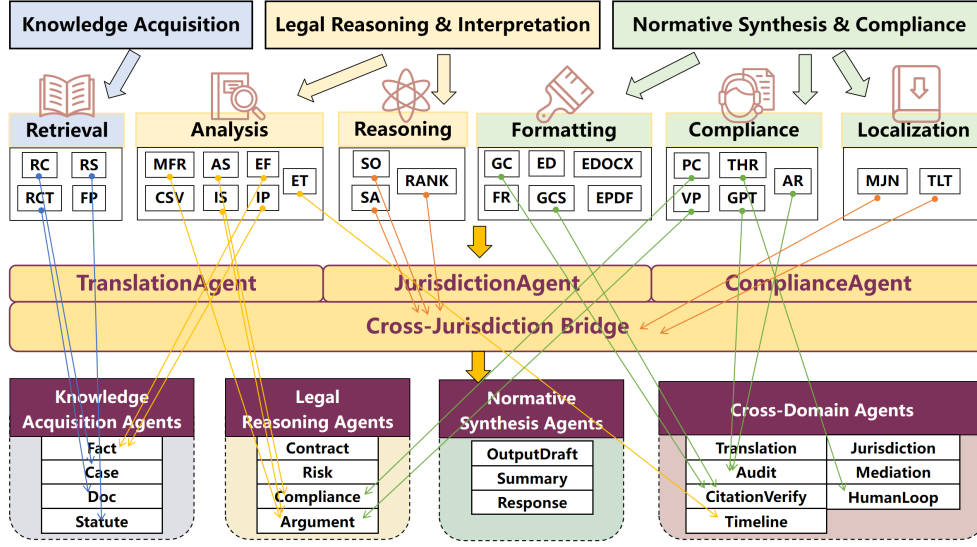 Knowledge Acquisition
Legal Reasoning & Interpretation
Normative Synthesis & Compliance
Retrieval
Analysis
Reasoning
Formatting
Compliance
Localization
RC RS
RCT FP
MFR AS EF
ET
CSV IS IP
SO
RANK
SA
GC ED EDOCX
FR GCS EPDF
PC THR
AR
VP GPT
MJN TLT
TranslationAgent
JurisdictionAgent
ComplianceAgent
Cross-Jurisdiction Bridge
Knowledge
Acquisition Agents
Fact
Case
Doc
Statute
Legal
Reasoning Agents
Contract
Risk
Compliance
Argument
Normative
Synthesis Agents
OutputDraft
Summary
Response
Cross-Domain Agents
Translation Jurisdiction
Audit Mediation
CitationVerify HumanLoop
Timeline